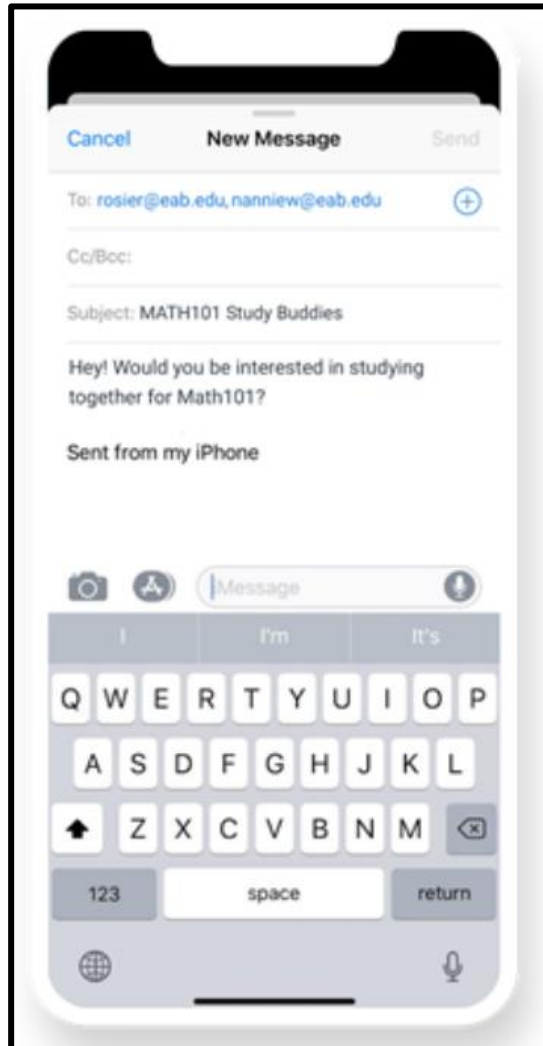 Cancel New Message Send
To: rosier@eab.edu, nanniew@eab.edu
Cc/Bcc:
Subject: MATH101 Study Buddies
Hey! Would you be interested in studying
together for Math101?
Sent from my iPhone
iMessage
I I'm It's
Q W E R T Y U I O P
A S D F G H J K L
Z X C V B N M
123 space return